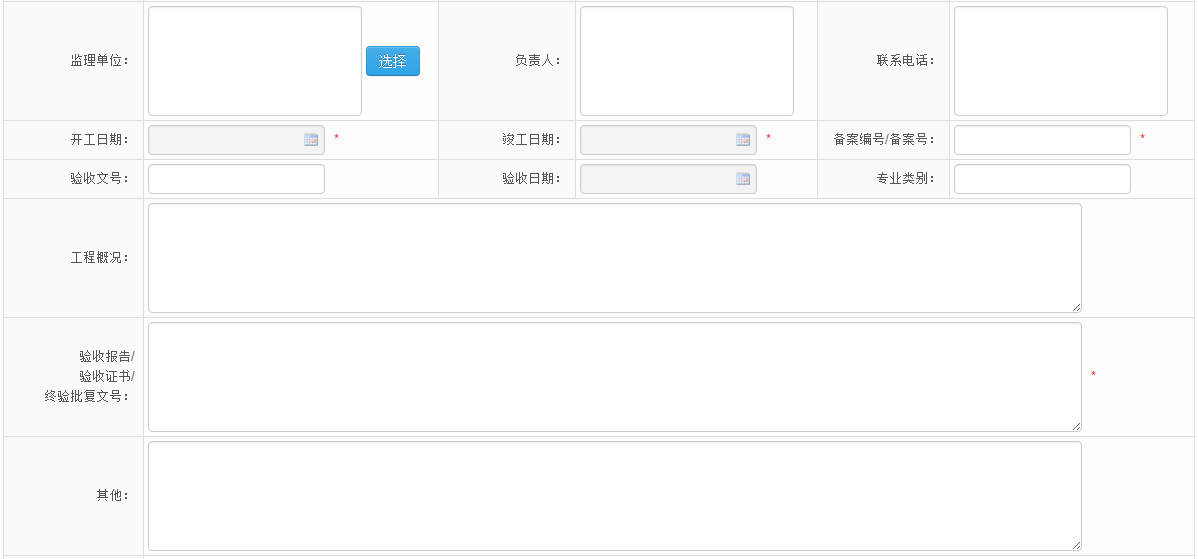 监理单位： 选择 负责人： 联系电话：
开工日期： * 竣工日期： * 备案编号/备案号： *
验收文号： 验收日期： 专业类别：
工程概况：
验收报告/
验收证书/ *
终验批复文号：
其他：